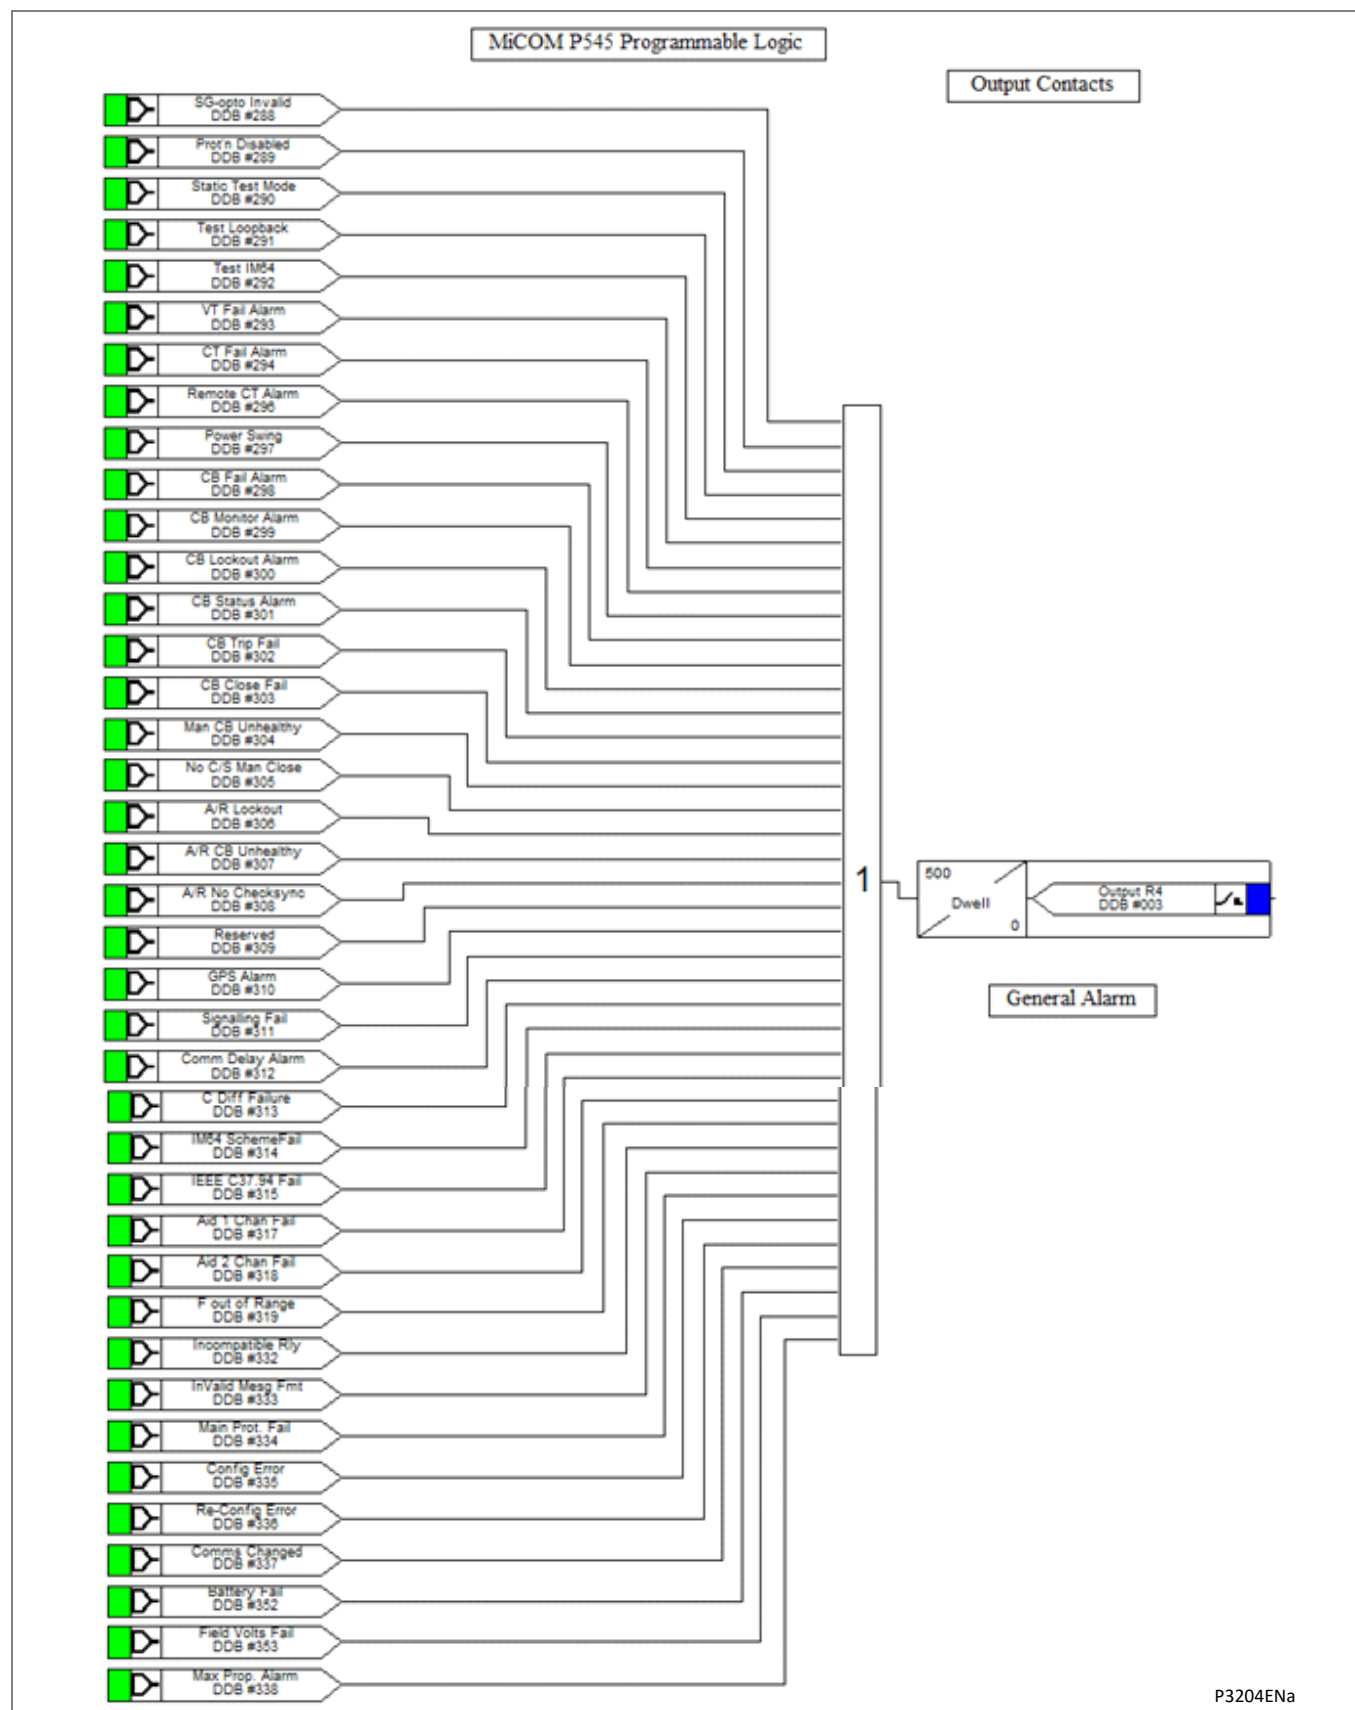 MiCOM P545 Programmable Logic
Output Contacts
SG-opto Invalid
DDB #288
Prot'n Disabled
DDB #289
Static Test Mode
DDB #290
Test Loopback
DDB #291
Test IM64
DDB #292
VT Fail Alarm
DDB #293
CT Fail Alarm
DDB #294
Remote CT Alarm
DDB #296
Power Swing
DDB #297
CB Fail Alarm
DDB #298
CB Monitor Alarm
DDB #299
CB Lockout Alarm
DDB #300
CB Status Alarm
DDB #301
CB Trip Fail
DDB #302
CB Close Fail
DDB #303
Man CB Unhealthy
DDB #304
No C/S Man Close
DDB #305
A/R Lockout
DDB #306
A/R CB Unhealthy
DDB #307
A/R No Checksync
DDB #308
Reserved
DDB #309
GPS Alarm
DDB #310
Signalling Fail
DDB #311
Comm Delay Alarm
DDB #312
C Diff Failure
DDB #313
IM64 SchemeFail
DDB #314
IEEE C37.94 Fail
DDB #315
Aid 1 Chan Fail
DDB #317
Aid 2 Chan Fail
DDB #318
F out of Range
DDB #319
Incompatible Rly
DDB #332
InValid Mesg Fmt
DDB #333
Main Prot. Fail
DDB #334
Config Error
DDB #335
Re-Config Error
DDB #336
Comms Changed
DDB #337
Battery Fail
DDB #352
Field Volts Fail
DDB #353
Max Prop. Alarm
DDB #338
1
500
Dwell
0
Output R4
DDB #003
General Alarm
P3204ENa